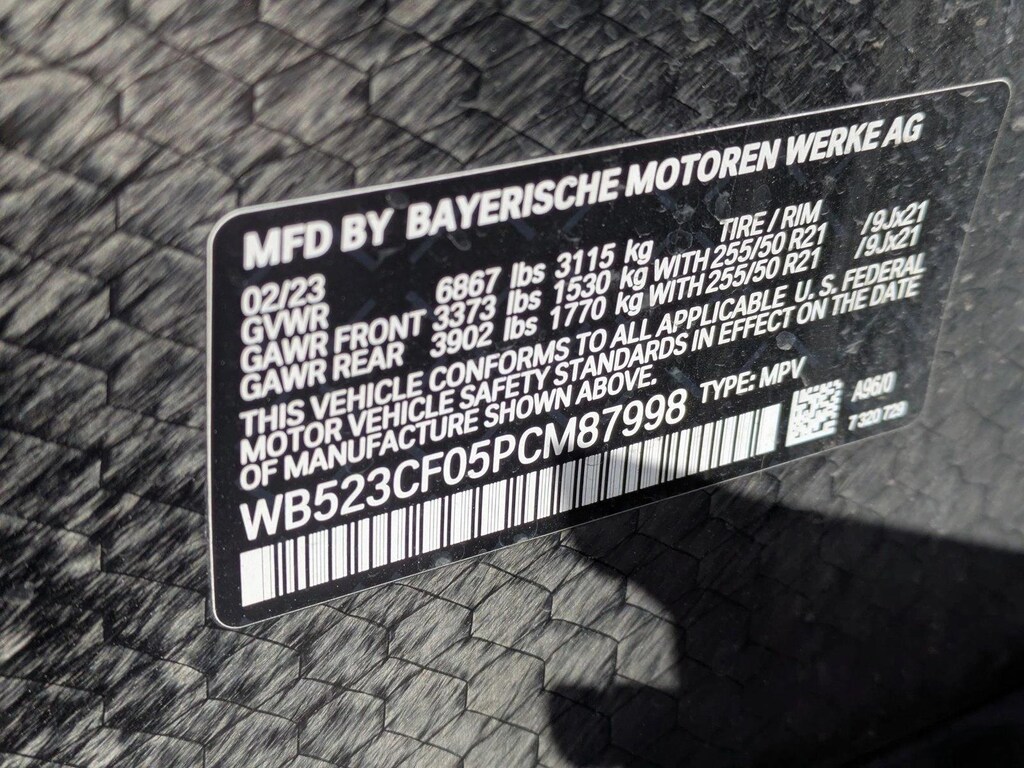 MFD BY BAYERISCHE MOTOREN WERKE AG
02/23 TIRE / RIM
GVWR 6867 lbs 3115 kg
GAWR FRONT 3373 lbs 1530 kg WITH 255/50 R21 /9Jx21
GAWR REAR 3902 lbs 1770 kg WITH 255/50 R21 /9Jx21
THIS VEHICLE CONFORMS TO ALL APPLICABLE U. S. FEDERAL
MOTOR VEHICLE SAFETY STANDARDS IN EFFECT ON THE DATE
OF MANUFACTURE SHOWN ABOVE.
WB523CF05PCM87998 TYPE: MPV
A96/0
7 320 729